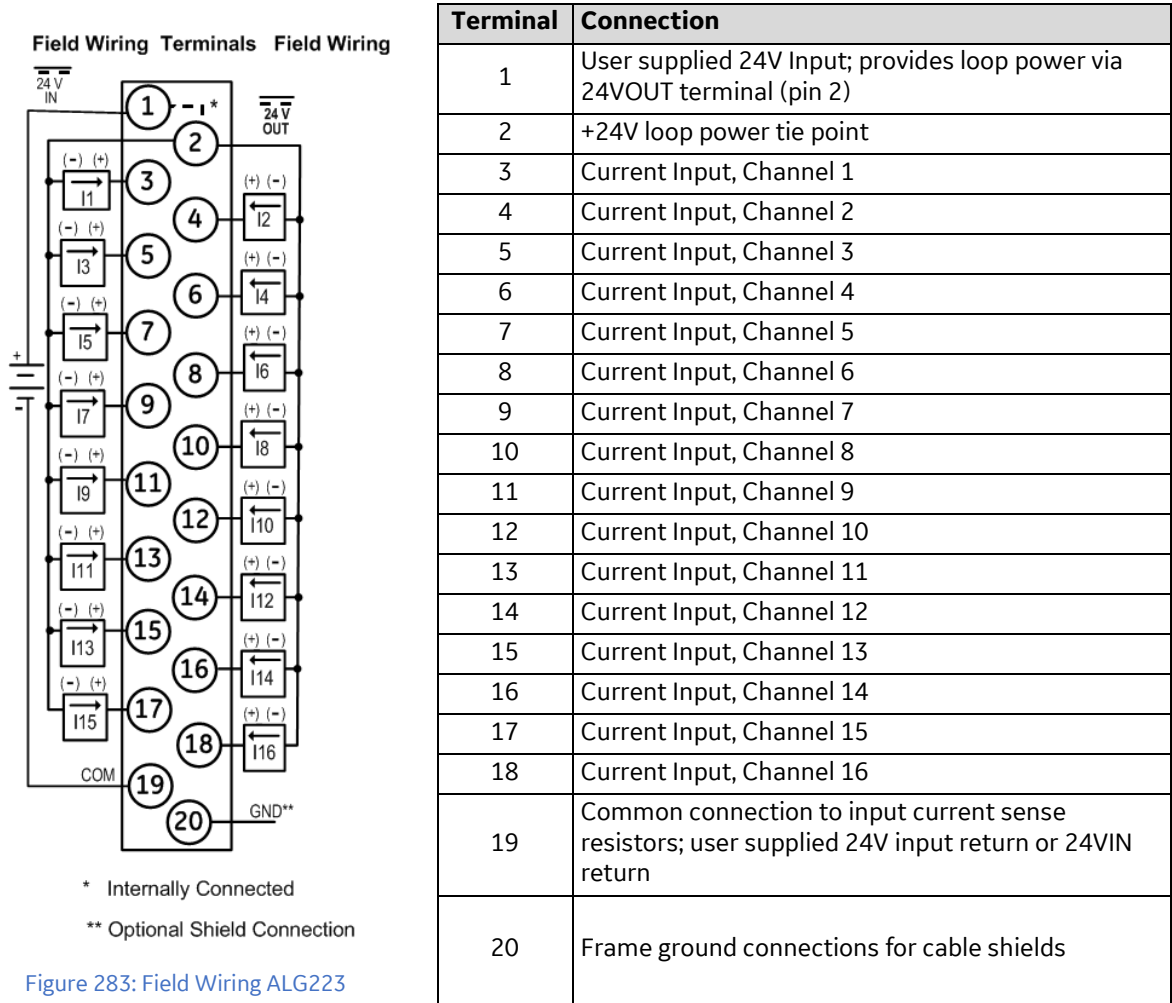 Field Wiring Terminals Field Wiring
24 V
IN
1
*
24 V
OUT
2
(-) (+)
I1
3
(+) (-)
4
I2
(-) (+)
I3
5
(+) (-)
6
I4
(-) (+)
I5
7
(+) (-)
8
I6
+
-
(-) (+)
I7
9
(+) (-)
10
I8
(-) (+)
I9
11
(+) (-)
12
I10
(-) (+)
I11
13
(+) (-)
14
I12
(-) (+)
I13
15
(+) (-)
16
I14
(-) (+)
I15
17
(+) (-)
18
I16
COM
19
20
GND**
* Internally Connected
** Optional Shield Connection
Figure 283: Field Wiring ALG223
Terminal Connection
1 User supplied 24V Input; provides loop power via
24VOUT terminal (pin 2)
2 +24V loop power tie point
3 Current Input, Channel 1
4 Current Input, Channel 2
5 Current Input, Channel 3
6 Current Input, Channel 4
7 Current Input, Channel 5
8 Current Input, Channel 6
9 Current Input, Channel 7
10 Current Input, Channel 8
11 Current Input, Channel 9
12 Current Input, Channel 10
13 Current Input, Channel 11
14 Current Input, Channel 12
15 Current Input, Channel 13
16 Current Input, Channel 14
17 Current Input, Channel 15
18 Current Input, Channel 16
19 Common connection to input current sense
resistors; user supplied 24V input return or 24VIN
return
20 Frame ground connections for cable shields